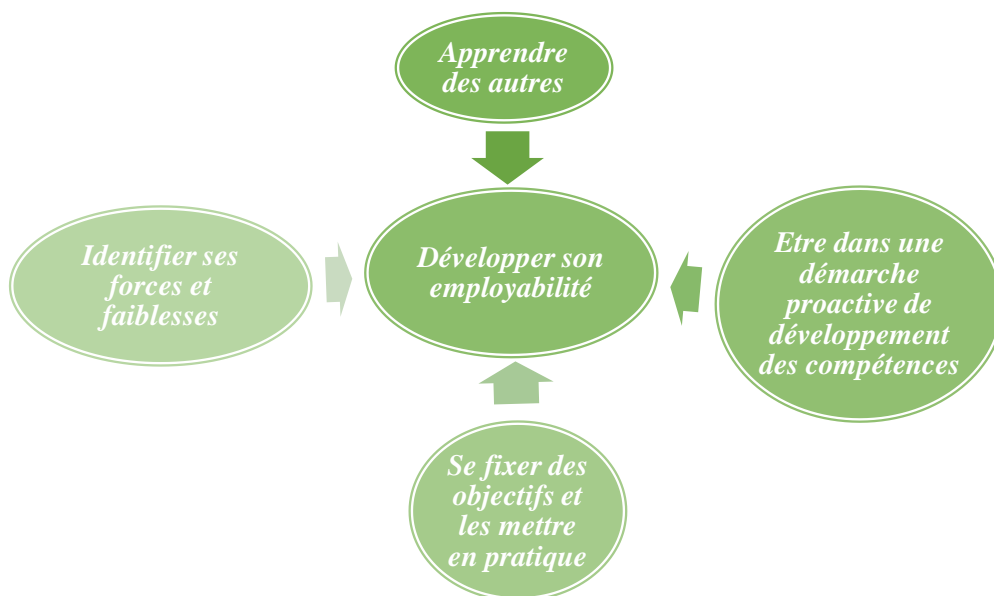 Apprendre
des autres
Identifier ses
forces et
faiblesses
Développer son
employabilité
Etre dans une
démarche
proactive de
développement
des compétences
Se fixer des
objectifs et
les mettre
en pratique